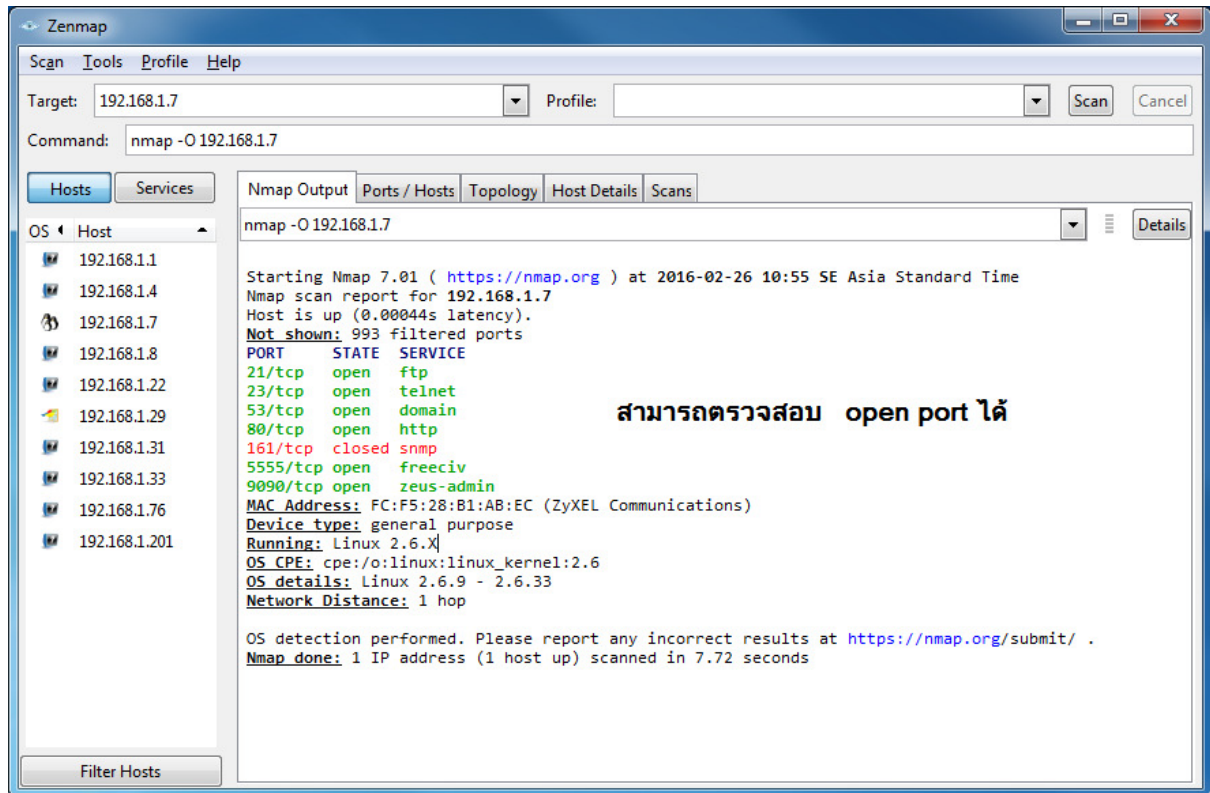 Zenmap
Scan Tools Profile Help
Target: 192.168.1.7 Profile: Scan Cancel
Command: nmap -O 192.168.1.7
Hosts Services
Nmap Output Ports / Hosts Topology Host Details Scans
nmap -O 192.168.1.7 Details
OS Host
192.168.1.1
192.168.1.4
192.168.1.7
192.168.1.8
192.168.1.22
192.168.1.29
192.168.1.31
192.168.1.33
192.168.1.76
192.168.1.201
Filter Hosts
Starting Nmap 7.01 ( https://nmap.org ) at 2016-02-26 10:55 SE Asia Standard Time
Nmap scan report for 192.168.1.7
Host is up (0.00044s latency).
Not shown: 993 filtered ports
PORT STATE SERVICE
21/tcp open ftp
23/tcp open telnet
53/tcp open domain
80/tcp open http
161/tcp closed snmp
5555/tcp open freeciv
9090/tcp open zeus-admin
สามารถตรวจสอบ open port ได้
MAC Address: FC:F5:28:B1:AB:EC (ZyXEL Communications)
Device type: general purpose
Running: Linux 2.6.X
OS CPE: cpe:/o:linux:linux_kernel:2.6
OS details: Linux 2.6.9 - 2.6.33
Network Distance: 1 hop
OS detection performed. Please report any incorrect results at https://nmap.org/submit/ .
Nmap done: 1 IP address (1 host up) scanned in 7.72 seconds